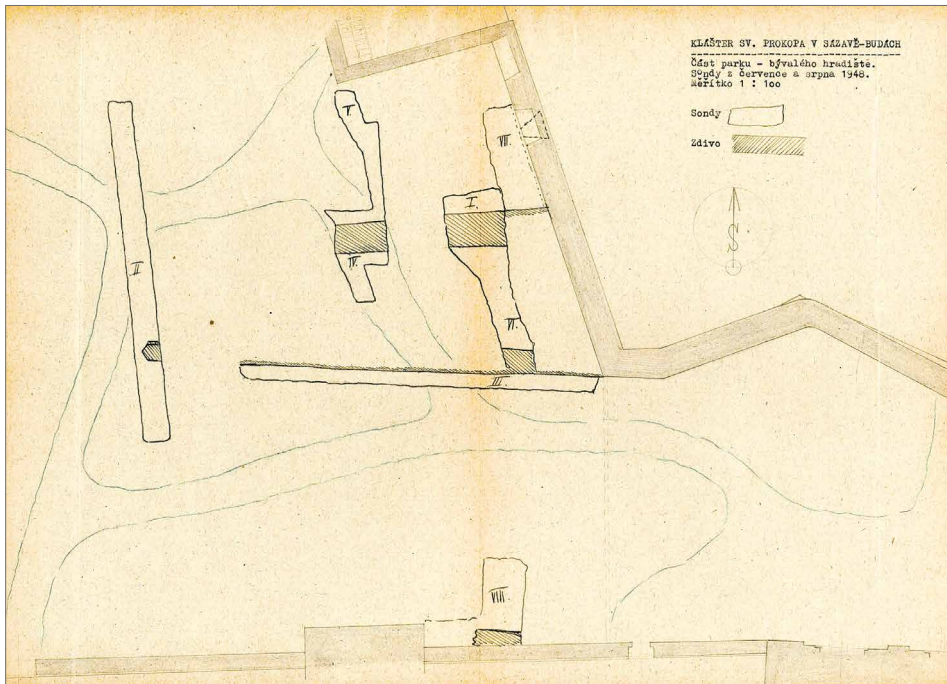 KLÁŠTER SV. PROKOPA V SÁZAVĚ-BUDÁCH
Část parku - bývalého hradiště.
Sondy z července a srpna 1948.
Měřítko 1 : 100
Sondy
Zdivo
S
V
VII.
I.
II
IV.
VI.
III.
VIII.